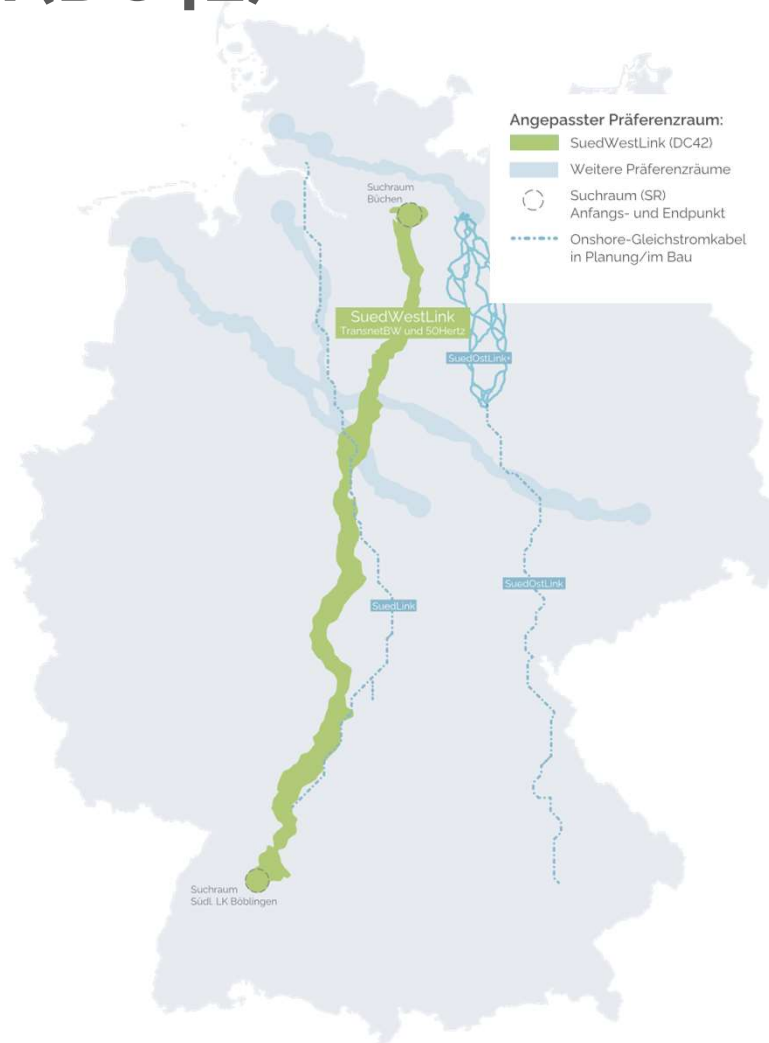 Angepasster Präferenzraum:
SuedWestLink (DC42)
Weitere Präferenzräume
Suchraum (SR)
Anfangs- und Endpunkt
Onshore-Gleichstromkabel
in Planung/im Bau
Suchraum
Büchen
SuedWestLink
TransnetBW und 50Hertz
SuedOstLink+
SuedOstLink
SuedLink
Suchraum
Südl. LK Böblingen